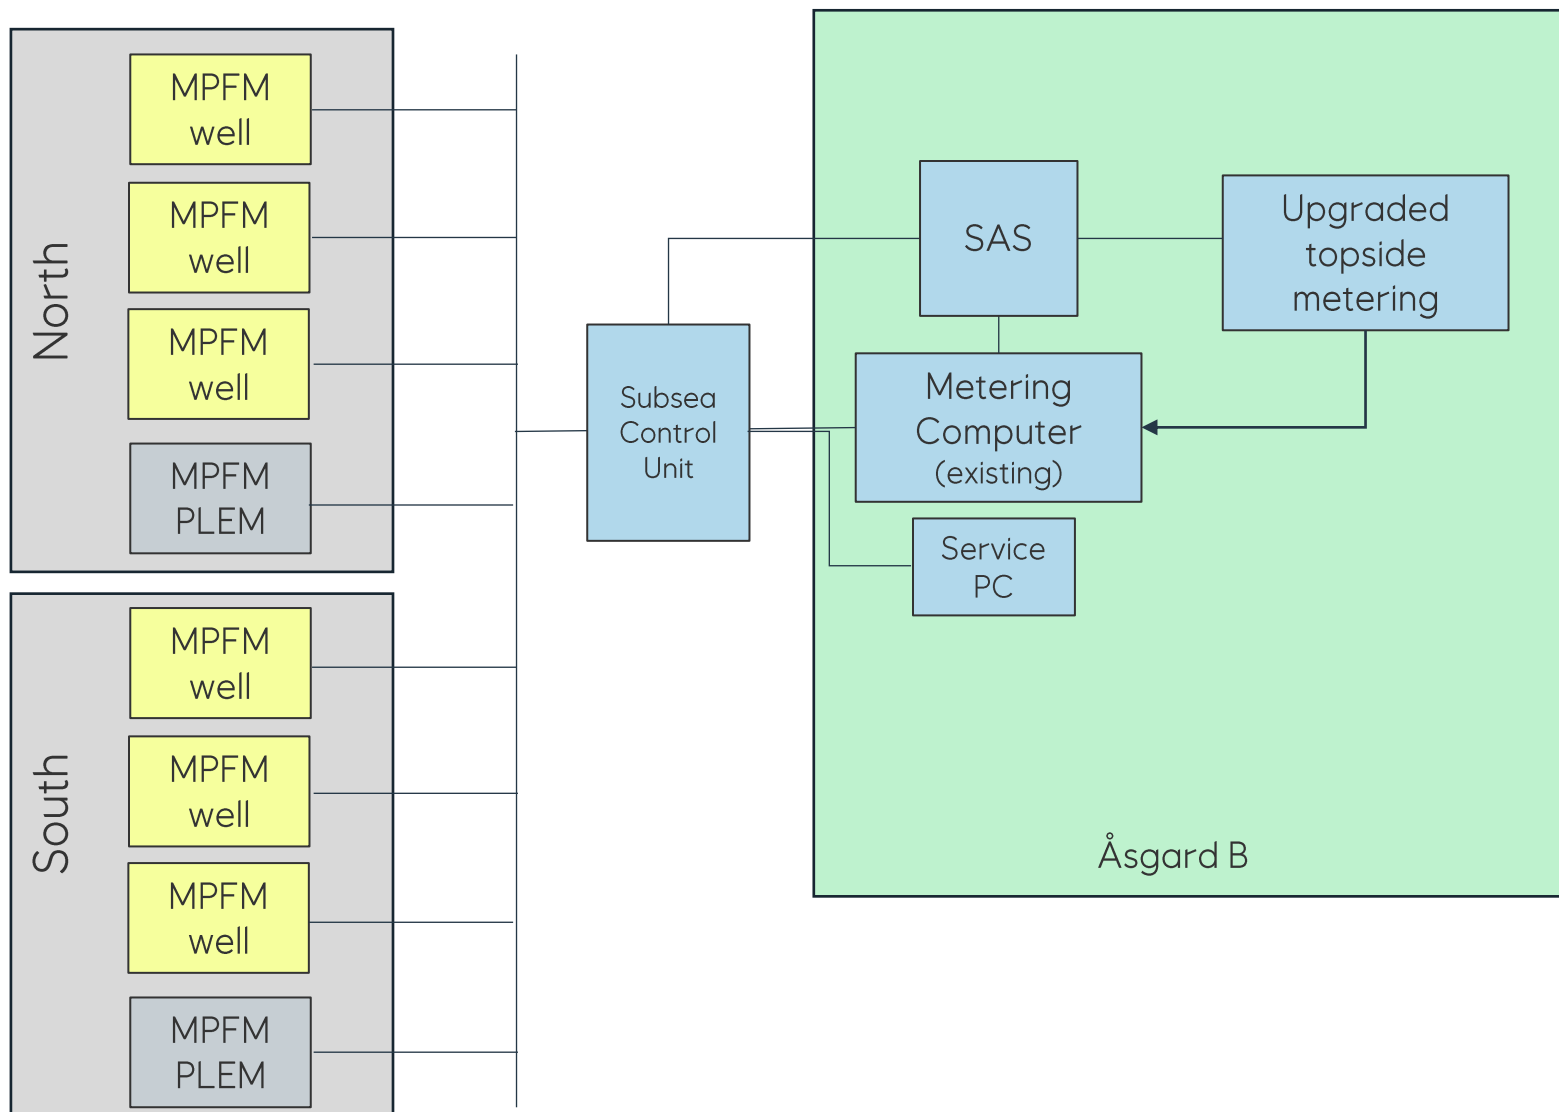 North
MPFM
well
MPFM
well
MPFM
well
MPFM
PLEM
South
MPFM
well
MPFM
well
MPFM
well
MPFM
PLEM
Subsea
Control
Unit
SAS
Upgraded
topside
metering
Metering
Computer
(existing)
Service
PC
Åsgard B